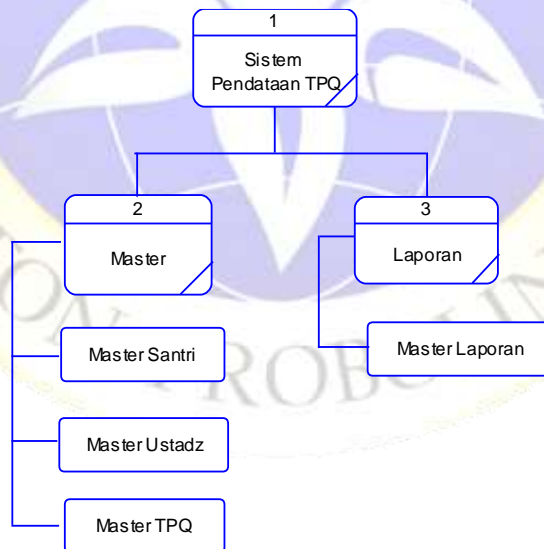 1
Sistem
Pendataan TPQ
2
Master
3
Laporan
Master Santri
Master Laporan
Master Ustadz
Master TPQ